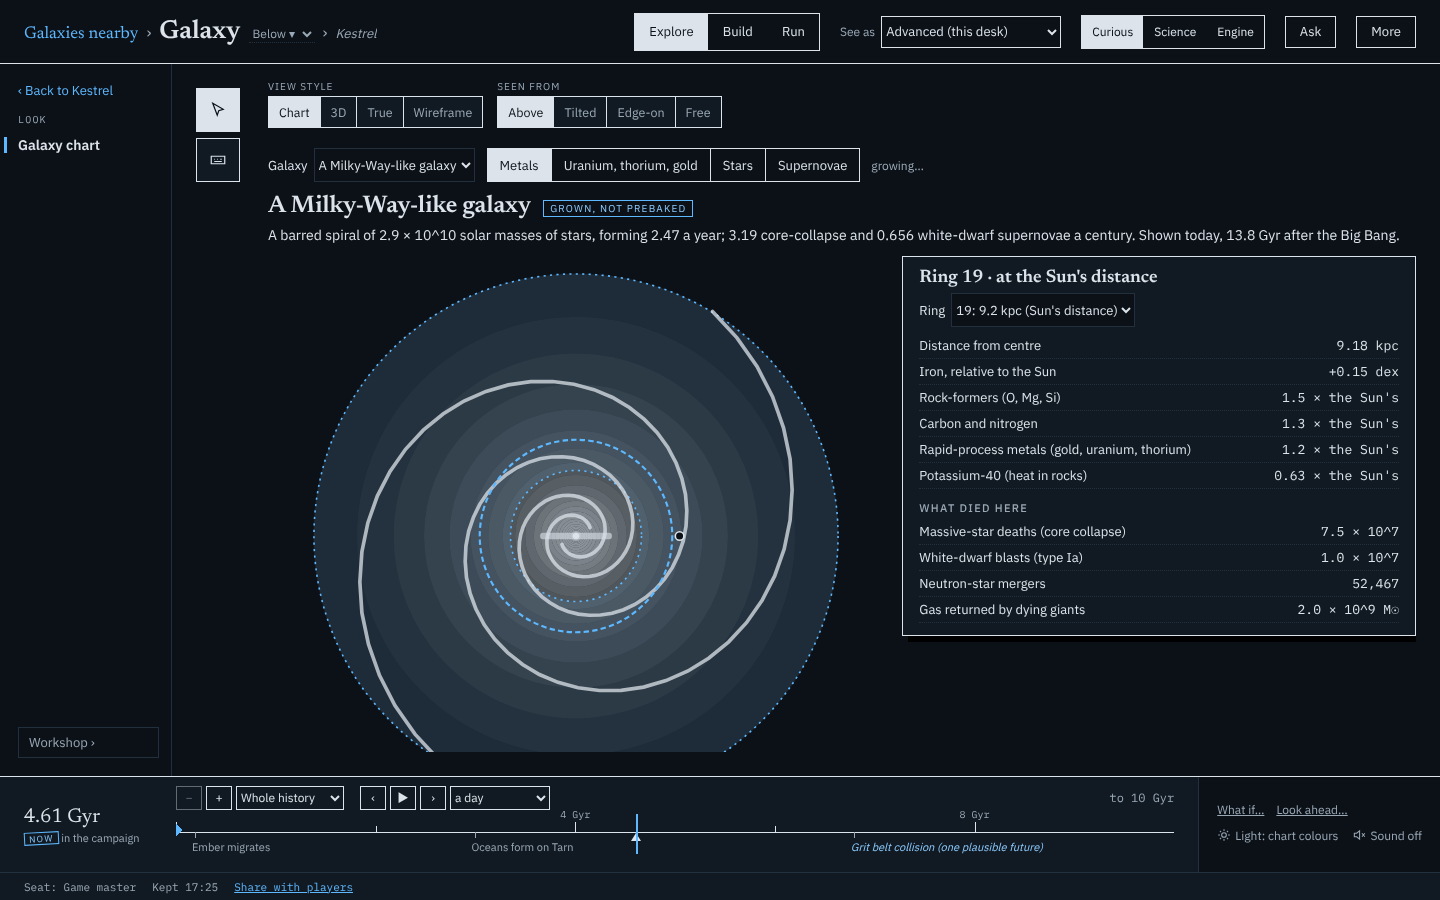 Galaxies nearby › Galaxy Below ▾ › Kestrel
Explore Build Run
See as Advanced (this desk)
Curious Science Engine
Ask
More
‹ Back to Kestrel
LOOK
Galaxy chart
Workshop ›
VIEW STYLE
Chart 3D True Wireframe
SEEN FROM
Above Tilted Edge-on Free
Galaxy A Milky-Way-like galaxy
Metals Uranium, thorium, gold Stars Supernovae growing...
A Milky-Way-like galaxy GROWN, NOT PREBAKED
A barred spiral of 2.9 × 10^10 solar masses of stars, forming 2.47 a year; 3.19 core-collapse and 0.656 white-dwarf supernovae a century. Shown today, 13.8 Gyr after the Big Bang.
Ring 19 · at the Sun's distance
Ring 19: 9.2 kpc (Sun's distance)
Distance from centre 9.18 kpc
Iron, relative to the Sun +0.15 dex
Rock-formers (O, Mg, Si) 1.5 × the Sun's
Carbon and nitrogen 1.3 × the Sun's
Rapid-process metals (gold, uranium, thorium) 1.2 × the Sun's
Potassium-40 (heat in rocks) 0.63 × the Sun's
WHAT DIED HERE
Massive-star deaths (core collapse) 7.5 × 10^7
White-dwarf blasts (type Ia) 1.0 × 10^7
Neutron-star mergers 52,467
Gas returned by dying giants 2.0 × 10^9 M☉
4.61 Gyr
NOW in the campaign
− + Whole history ‹ ▶ › a day
to 10 Gyr
4 Gyr 8 Gyr
Ember migrates Oceans form on Tarn Grit belt collision (one plausible future)
What if... Look ahead...
Light: chart colours Sound off
Seat: Game master Kept 17:25 Share with players